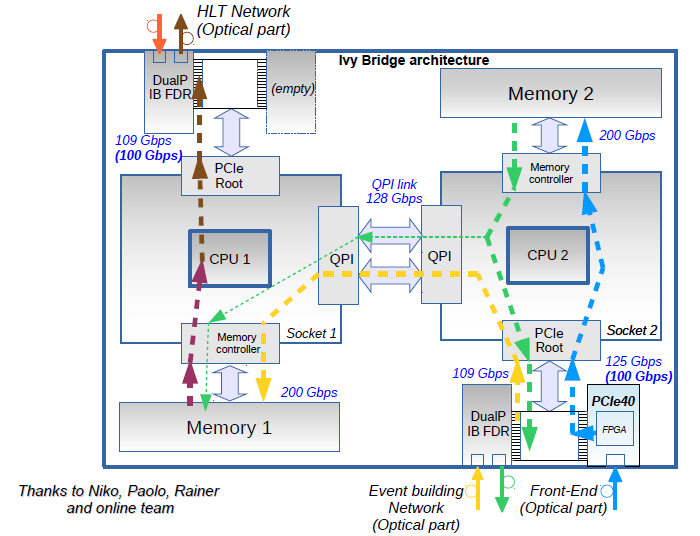 HLT Network
(Optical part)
Ivy Bridge architecture
DualP
IB FDR
(empty)
Memory 2
109 Gbps
(100 Gbps)
200 Gbps
PCIe
Root
Memory
controller
QPI link
128 Gbps
CPU 1
QPI
QPI
CPU 2
Socket 1
Memory
controller
PCIe
Root
Socket 2
200 Gbps
109 Gbps
125 Gbps
(100 Gbps)
Memory 1
DualP
IB FDR
PCIe40
FPGA
Thanks to Niko, Paolo, Rainer
and online team
Event building
Network
(Optical part)
Front-End
(Optical part)